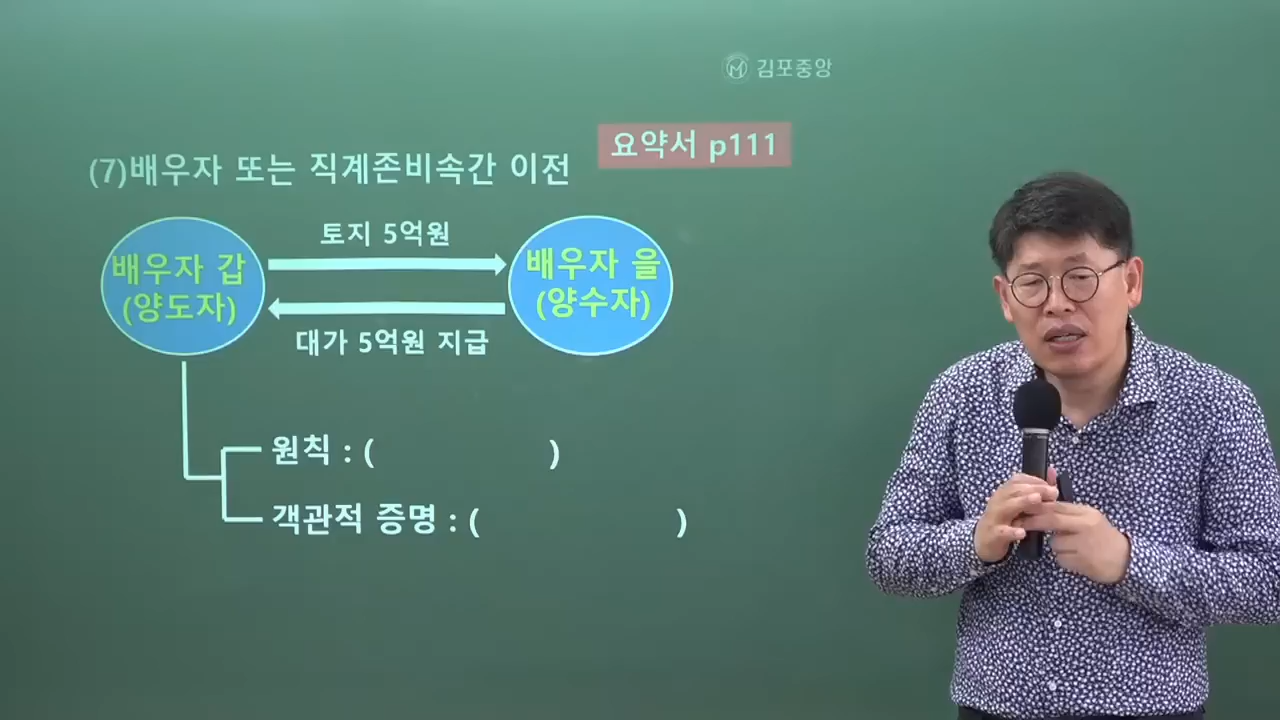 김포중앙
요약서 p111
(7)배우자 또는 직계존비속간 이전
토지 5억원
배우자 갑
(양도자)
배우자 을
(양수자)
대가 5억원 지급
원칙 : ( )
객관적 증명 : ( )